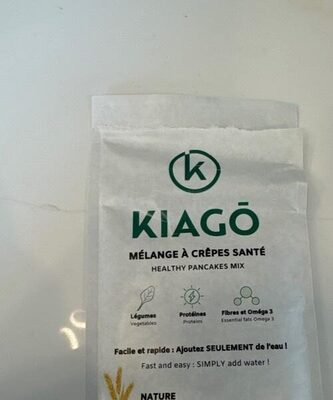 K
KIAGŌ
MÉLANGE À CRÊPES SANTÉ
HEALTHY PANCAKES MIX
Légumes Protéines Fibres et Oméga 3
Vegetables Proteins Essential fats Omega 3
Facile et rapide : Ajoutez SEULEMENT de l'eau !
Fast and easy : SIMPLY add water !
NATURE